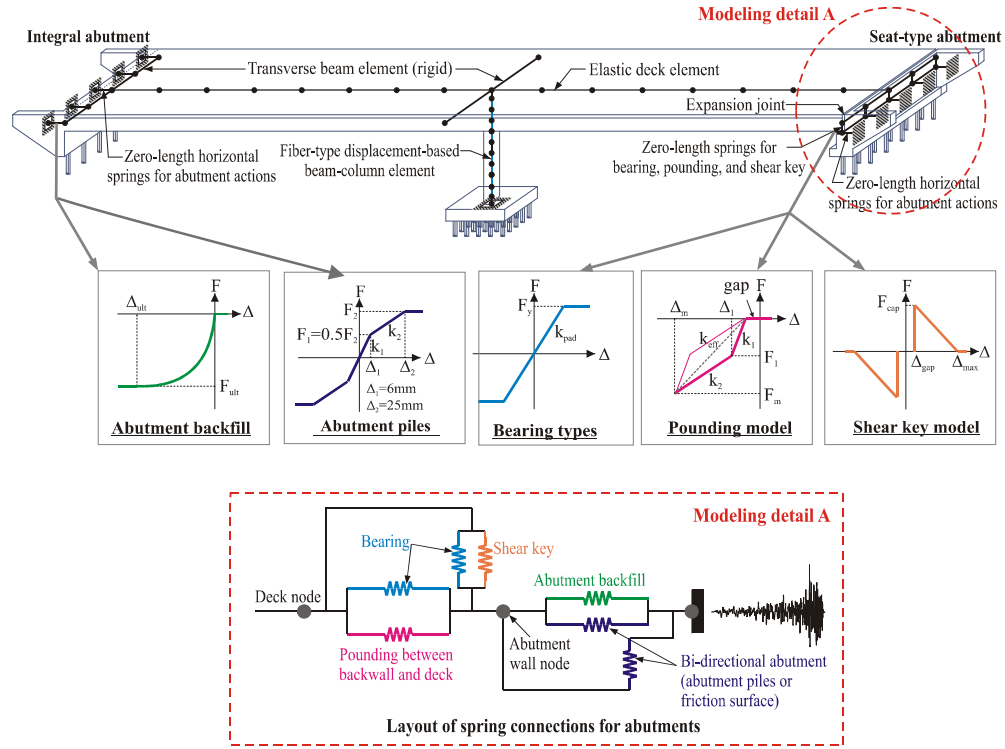 Modeling detail A
Integral abutment
Seat-type abutment
Transverse beam element (rigid)
Elastic deck element
Expansion joint
Zero-length horizontal
springs for abutment actions
Fiber-type displacement-based
beam-column element
Zero-length springs for
bearing, pounding, and shear key
Zero-length horizontal
springs for abutment actions
F
Δult
Δ
Fult
Abutment backfill
F
F2
F1=0.5F2
k2
k1
Δ
Δ1
Δ2
Δ1=6mm
Δ2=25mm
Abutment piles
F
Fy
kpad
Δ
Bearing types
gap
F
Δm
Δ1
Δ
keff
k1
F1
k2
Fm
Pounding model
F
Fcap
Δ
Δgap
Δmax
Shear key model
Modeling detail A
Bearing
Shear key
Abutment backfill
Deck node
Abutment
wall node
Pounding between
backwall and deck
Bi-directional abutment
(abutment piles or
friction surface)
Layout of spring connections for abutments